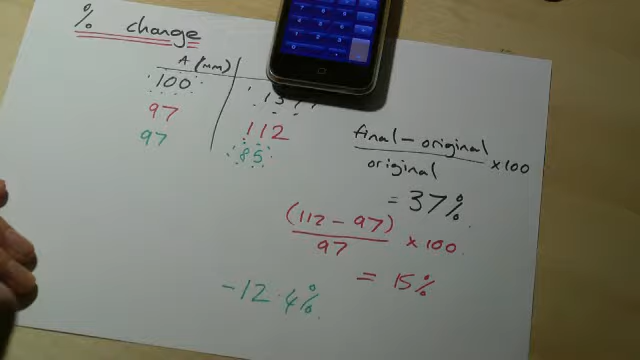 % change
A (mm)
100
137
97 112
97 85
final - original
original
×100
= 37%
(112 - 97)
97
× 100
= 15%
-12.4%